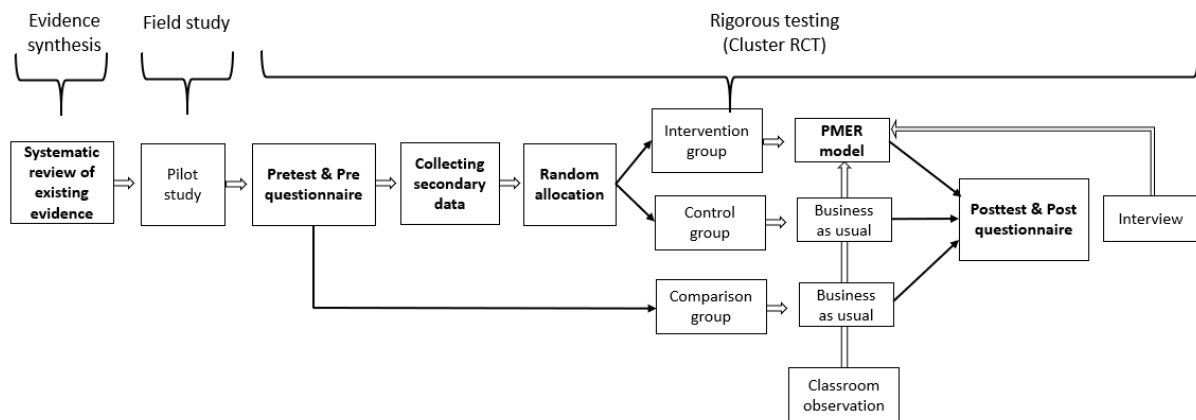 Evidence
synthesis
Field study
Rigorous testing
(Cluster RCT)
Systematic
review of
existing
evidence
Pilot
study
Pretest & Pre
questionnaire
Collecting
secondary
data
Random
allocation
Intervention
group
PMER
model
Control
group
Business
as usual
Posttest & Post
questionnaire
Interview
Comparison
group
Business
as usual
Classroom
observation